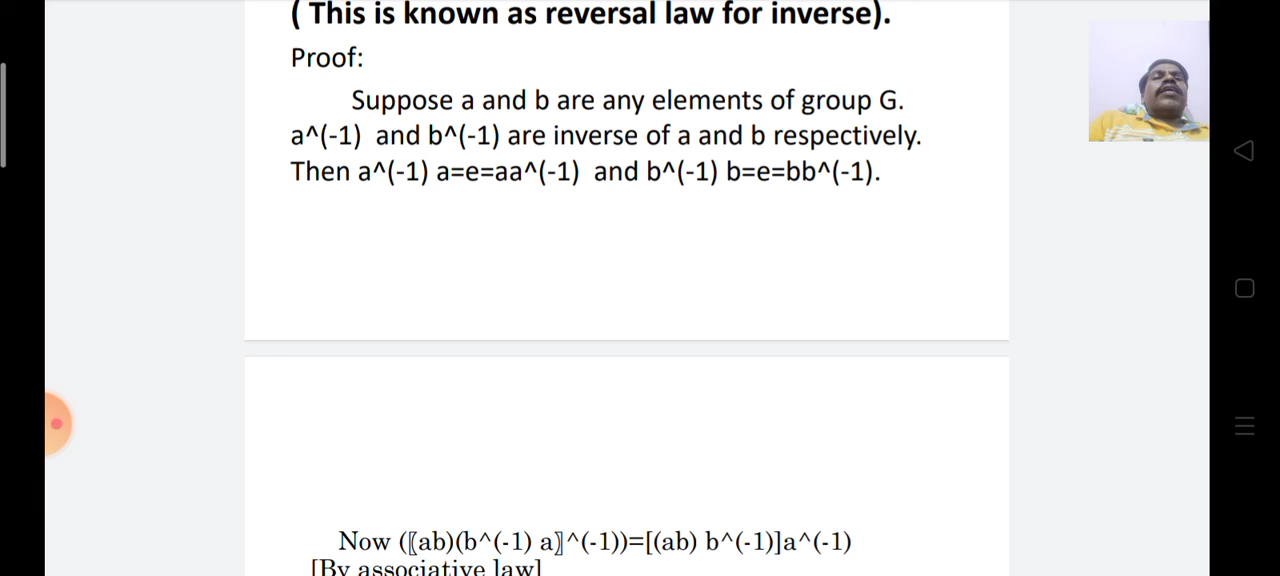 ( This is known as reversal law for inverse).
Proof:
Suppose a and b are any elements of group G.
a^(-1) and b^(-1) are inverse of a and b respectively.
Then a^(-1) a=e=aa^(-1) and b^(-1) b=e=bb^(-1).
Now (〖ab)(b^(-1) a〗^(-1))=[(ab) b^(-1)]a^(-1)
[By associative law]